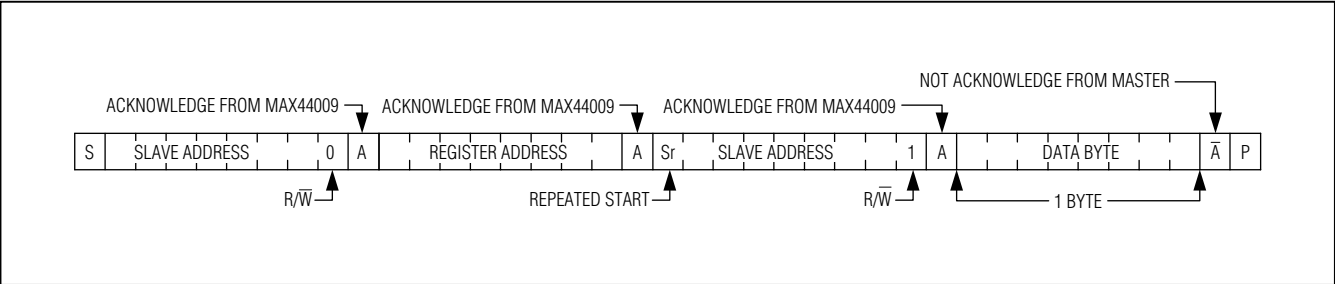 NOT ACKNOWLEDGE FROM MASTER
ACKNOWLEDGE FROM MAX44009 ACKNOWLEDGE FROM MAX44009 ACKNOWLEDGE FROM MAX44009
S SLAVE ADDRESS 0 A REGISTER ADDRESS A Sr SLAVE ADDRESS 1 A DATA BYTE A̅ P
R/W̅ REPEATED START R/W̅ 1 BYTE